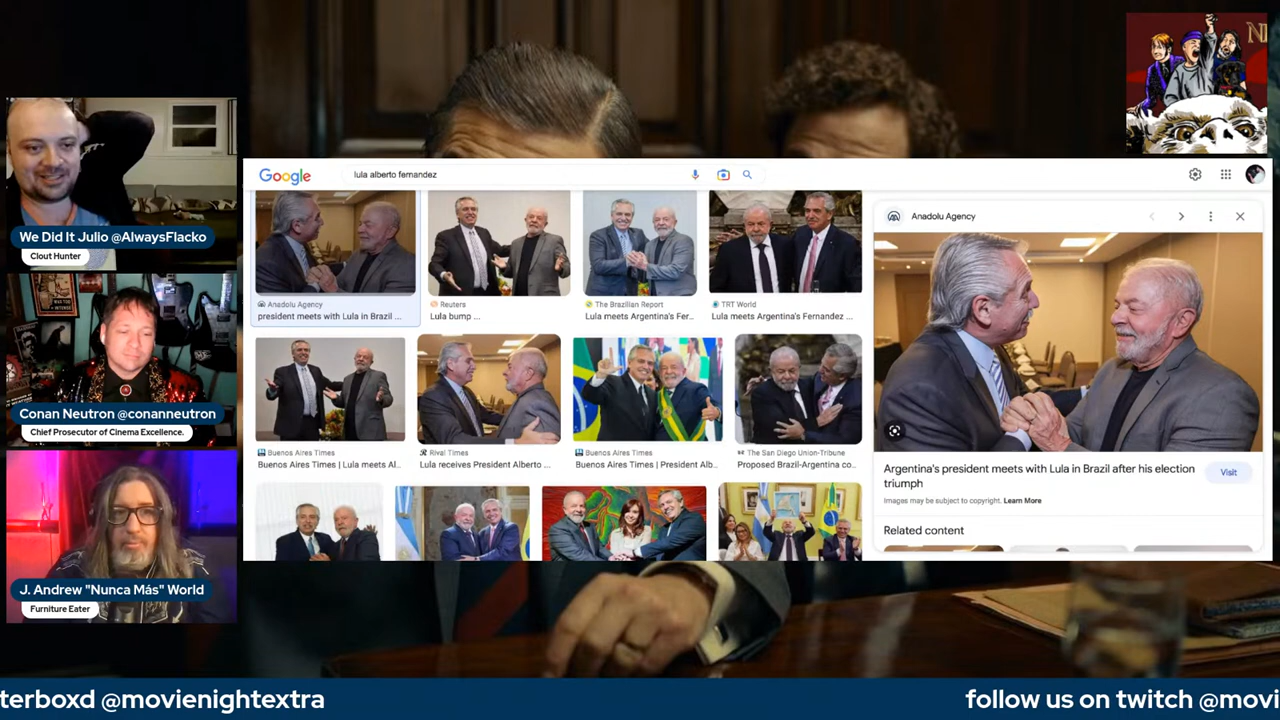 N
We Did It Julio @AlwaysFlacko
Clout Hunter
Conan Neutron @conanneutron
Chief Prosecutor of Cinema Excellence.
J. Andrew "Nunca Más" World
Furniture Eater
Google
lula alberto fernandez
Anadolu Agency
president meets with Lula in Brazil ...
Reuters
Lula bump ...
The Brazilian Report
Lula meets Argentina's Fer...
TRT World
Lula meets Argentina's Fernandez ...
Buenos Aires Times
Buenos Aires Times | Lula meets Al...
Rival Times
Lula receives President Alberto ...
Buenos Aires Times
Buenos Aires Times | President Alb...
The San Diego Union-Tribune
Proposed Brazil-Argentina co...
Anadolu Agency
Argentina's president meets with Lula in Brazil after his election
triumph
Visit
Images may be subject to copyright. Learn More
Related content
terboxd @movienightextra
follow us on twitch @movi